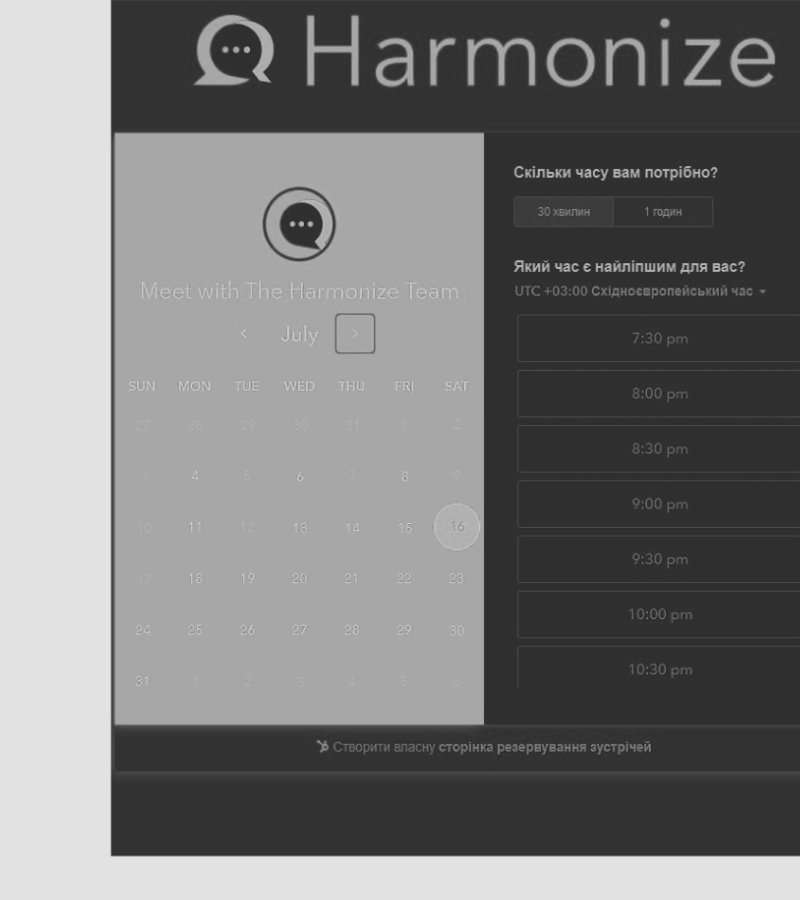 Harmonize
Meet with The Harmonize Team
July
SUN MON TUE WED THU FRI SAT
27 28 29 30 31 1 2
3 4 5 6 7 8 9
10 11 12 13 14 15 16
17 18 19 20 21 22 23
24 25 26 27 28 29 30
31 1 2 3 4 5 6
Скільки часу вам потрібно?
30 хвилин 1 годин
Який час є найліпшим для вас?
UTC +03:00 Східноєвропейський час
7:30 pm
8:00 pm
8:30 pm
9:00 pm
9:30 pm
10:00 pm
10:30 pm
Створити власну сторінка резервування зустрічей